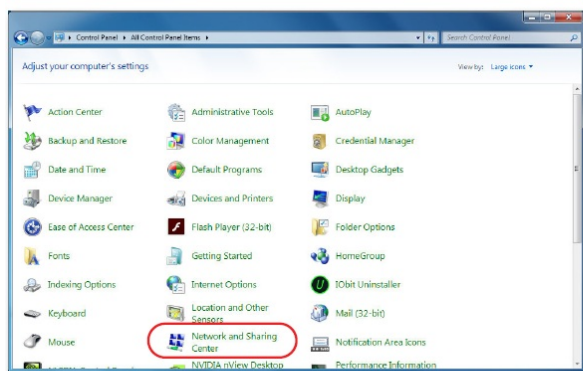 Control Panel ▸ All Control Panel Items ▸
Search Control Panel
Adjust your computer's settings
View by: Large icons
Action Center
Administrative Tools
AutoPlay
Backup and Restore
Color Management
Credential Manager
Date and Time
Default Programs
Desktop Gadgets
Device Manager
Devices and Printers
Display
Ease of Access Center
Flash Player (32-bit)
Folder Options
Fonts
Getting Started
HomeGroup
Indexing Options
Internet Options
IObit Uninstaller
Keyboard
Location and Other
Sensors
Mail (32-bit)
Mouse
Network and Sharing
Center
Notification Area Icons
NVIDIA nView Desktop
Performance Information